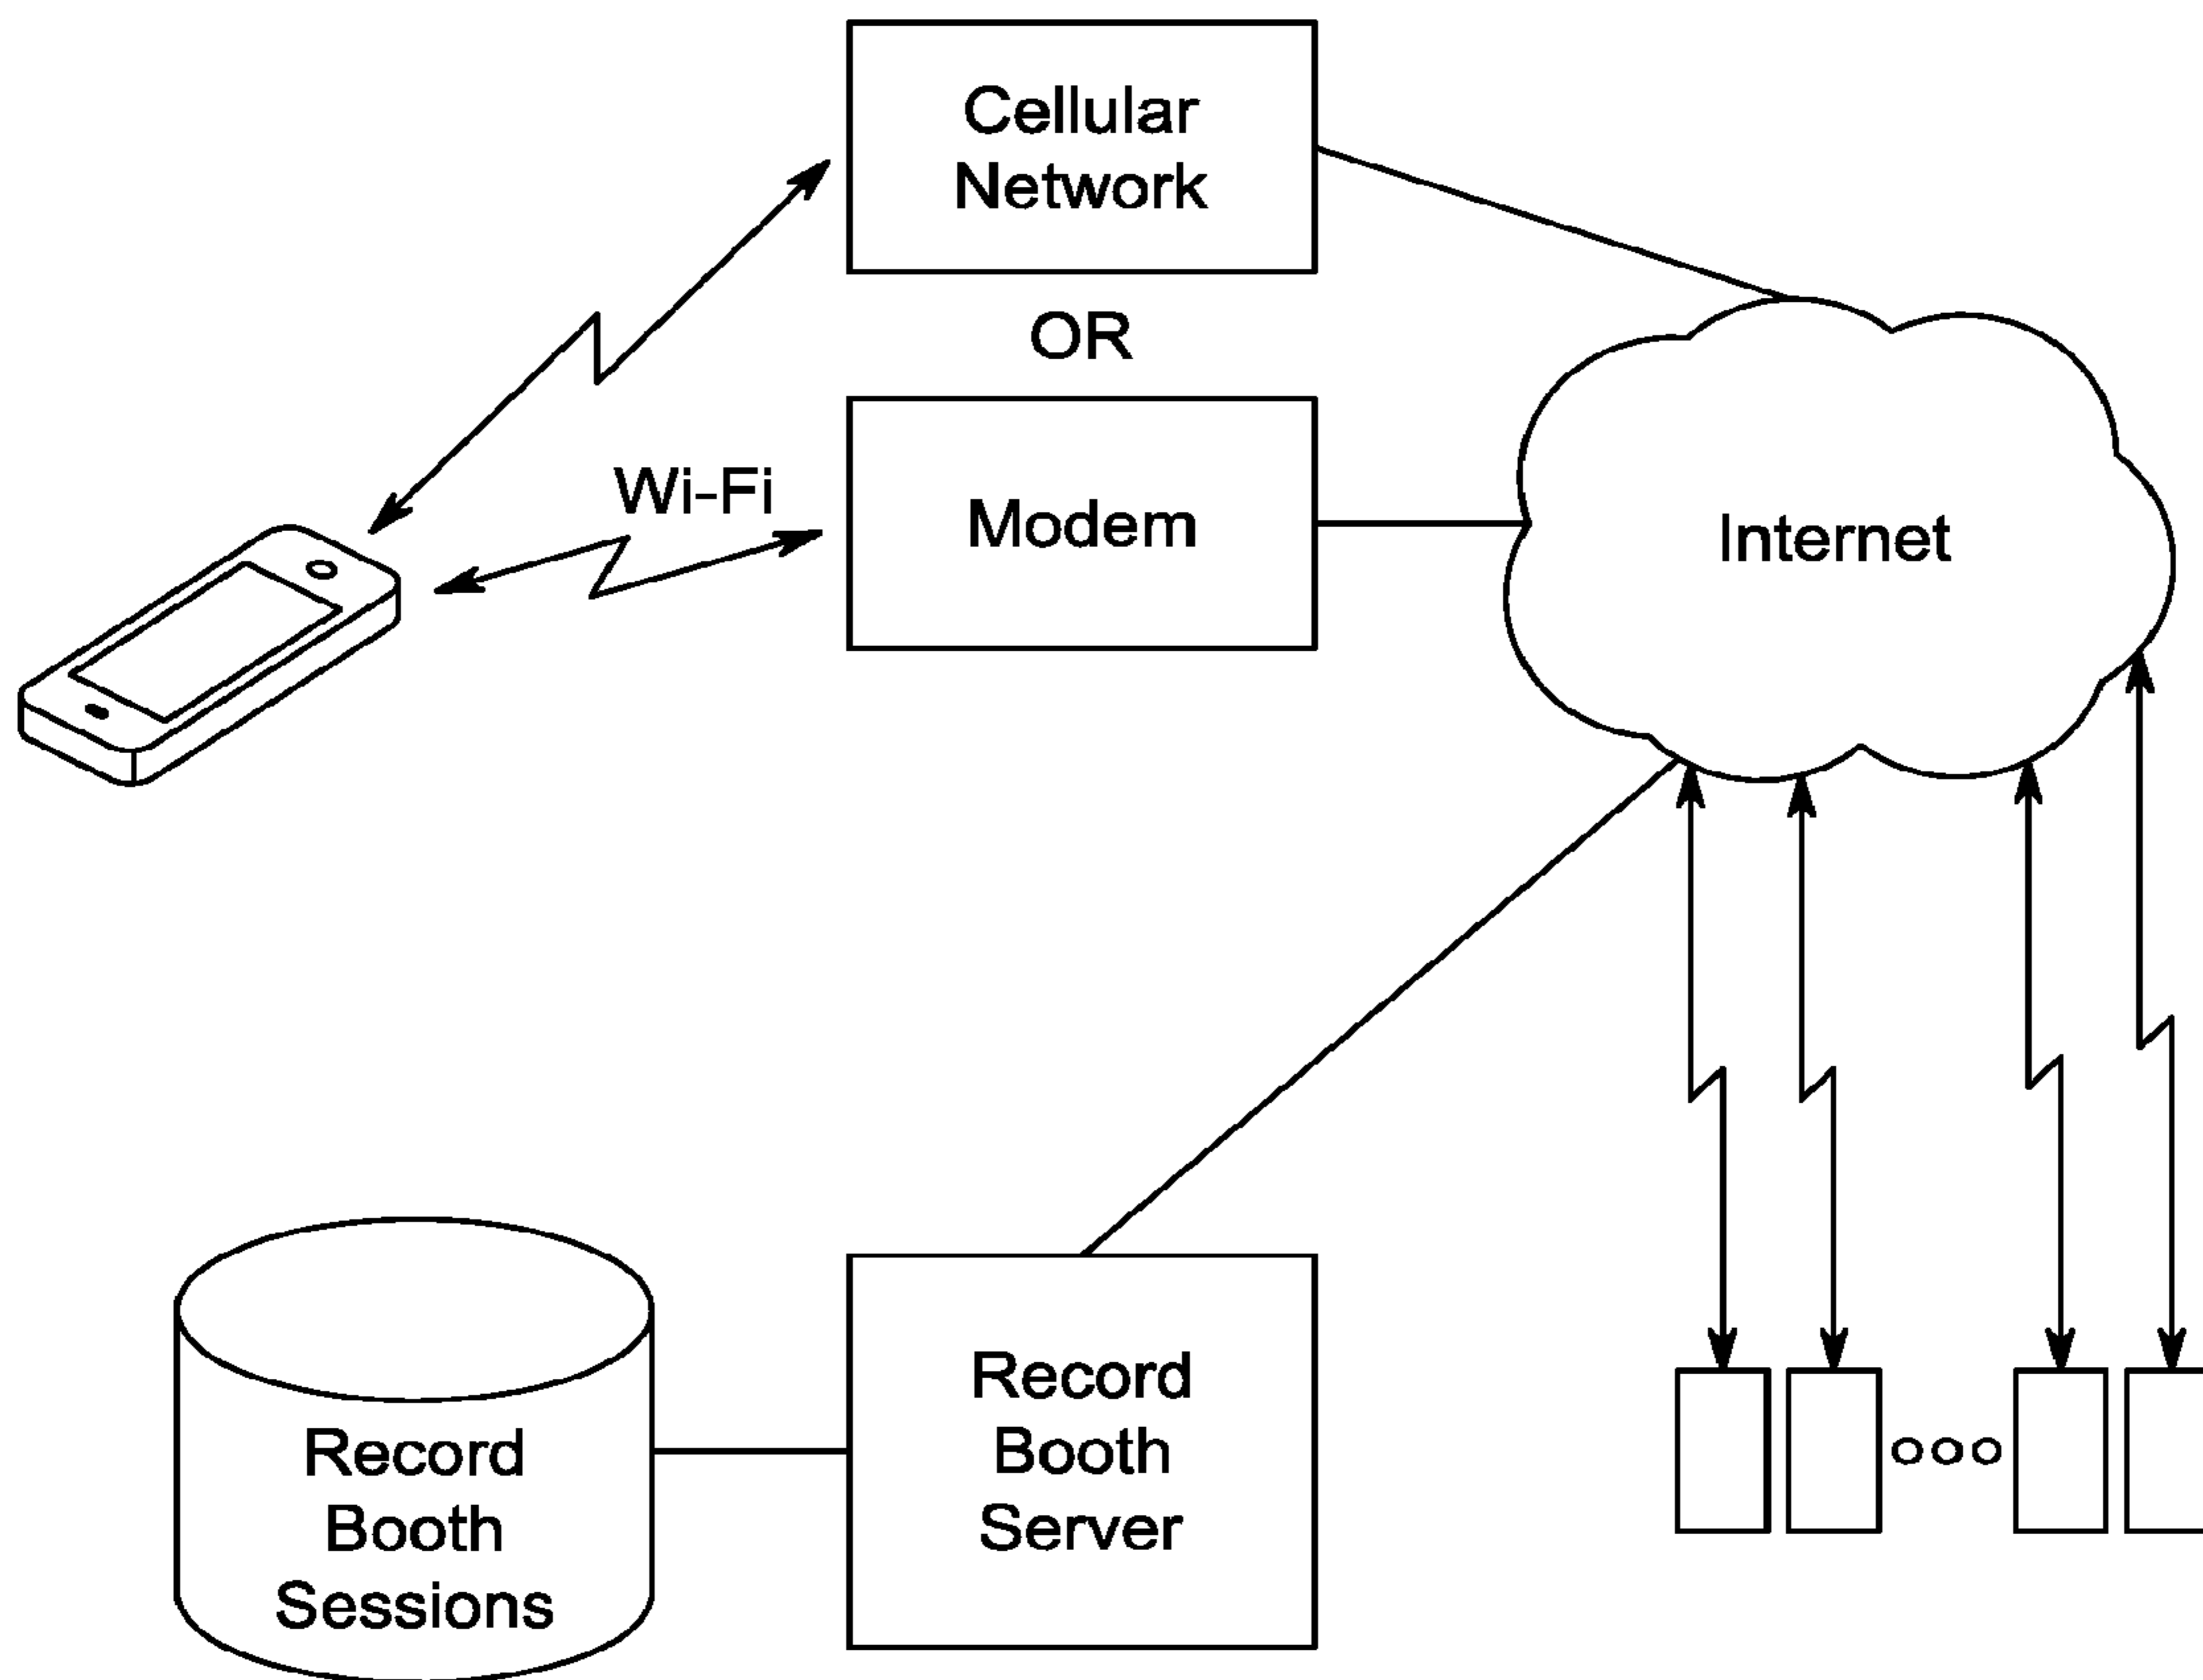 Cellular
Network
OR
Wi-Fi
Modem
Internet
Record
Booth
Sessions
Record
Booth
Server